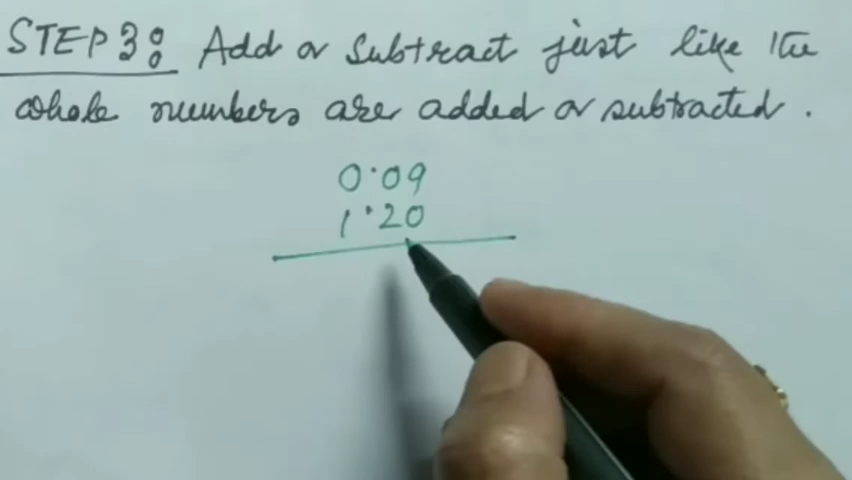 STEP 3: Add or Subtract just like the
whole numbers are added or subtracted.
0.09
1.20